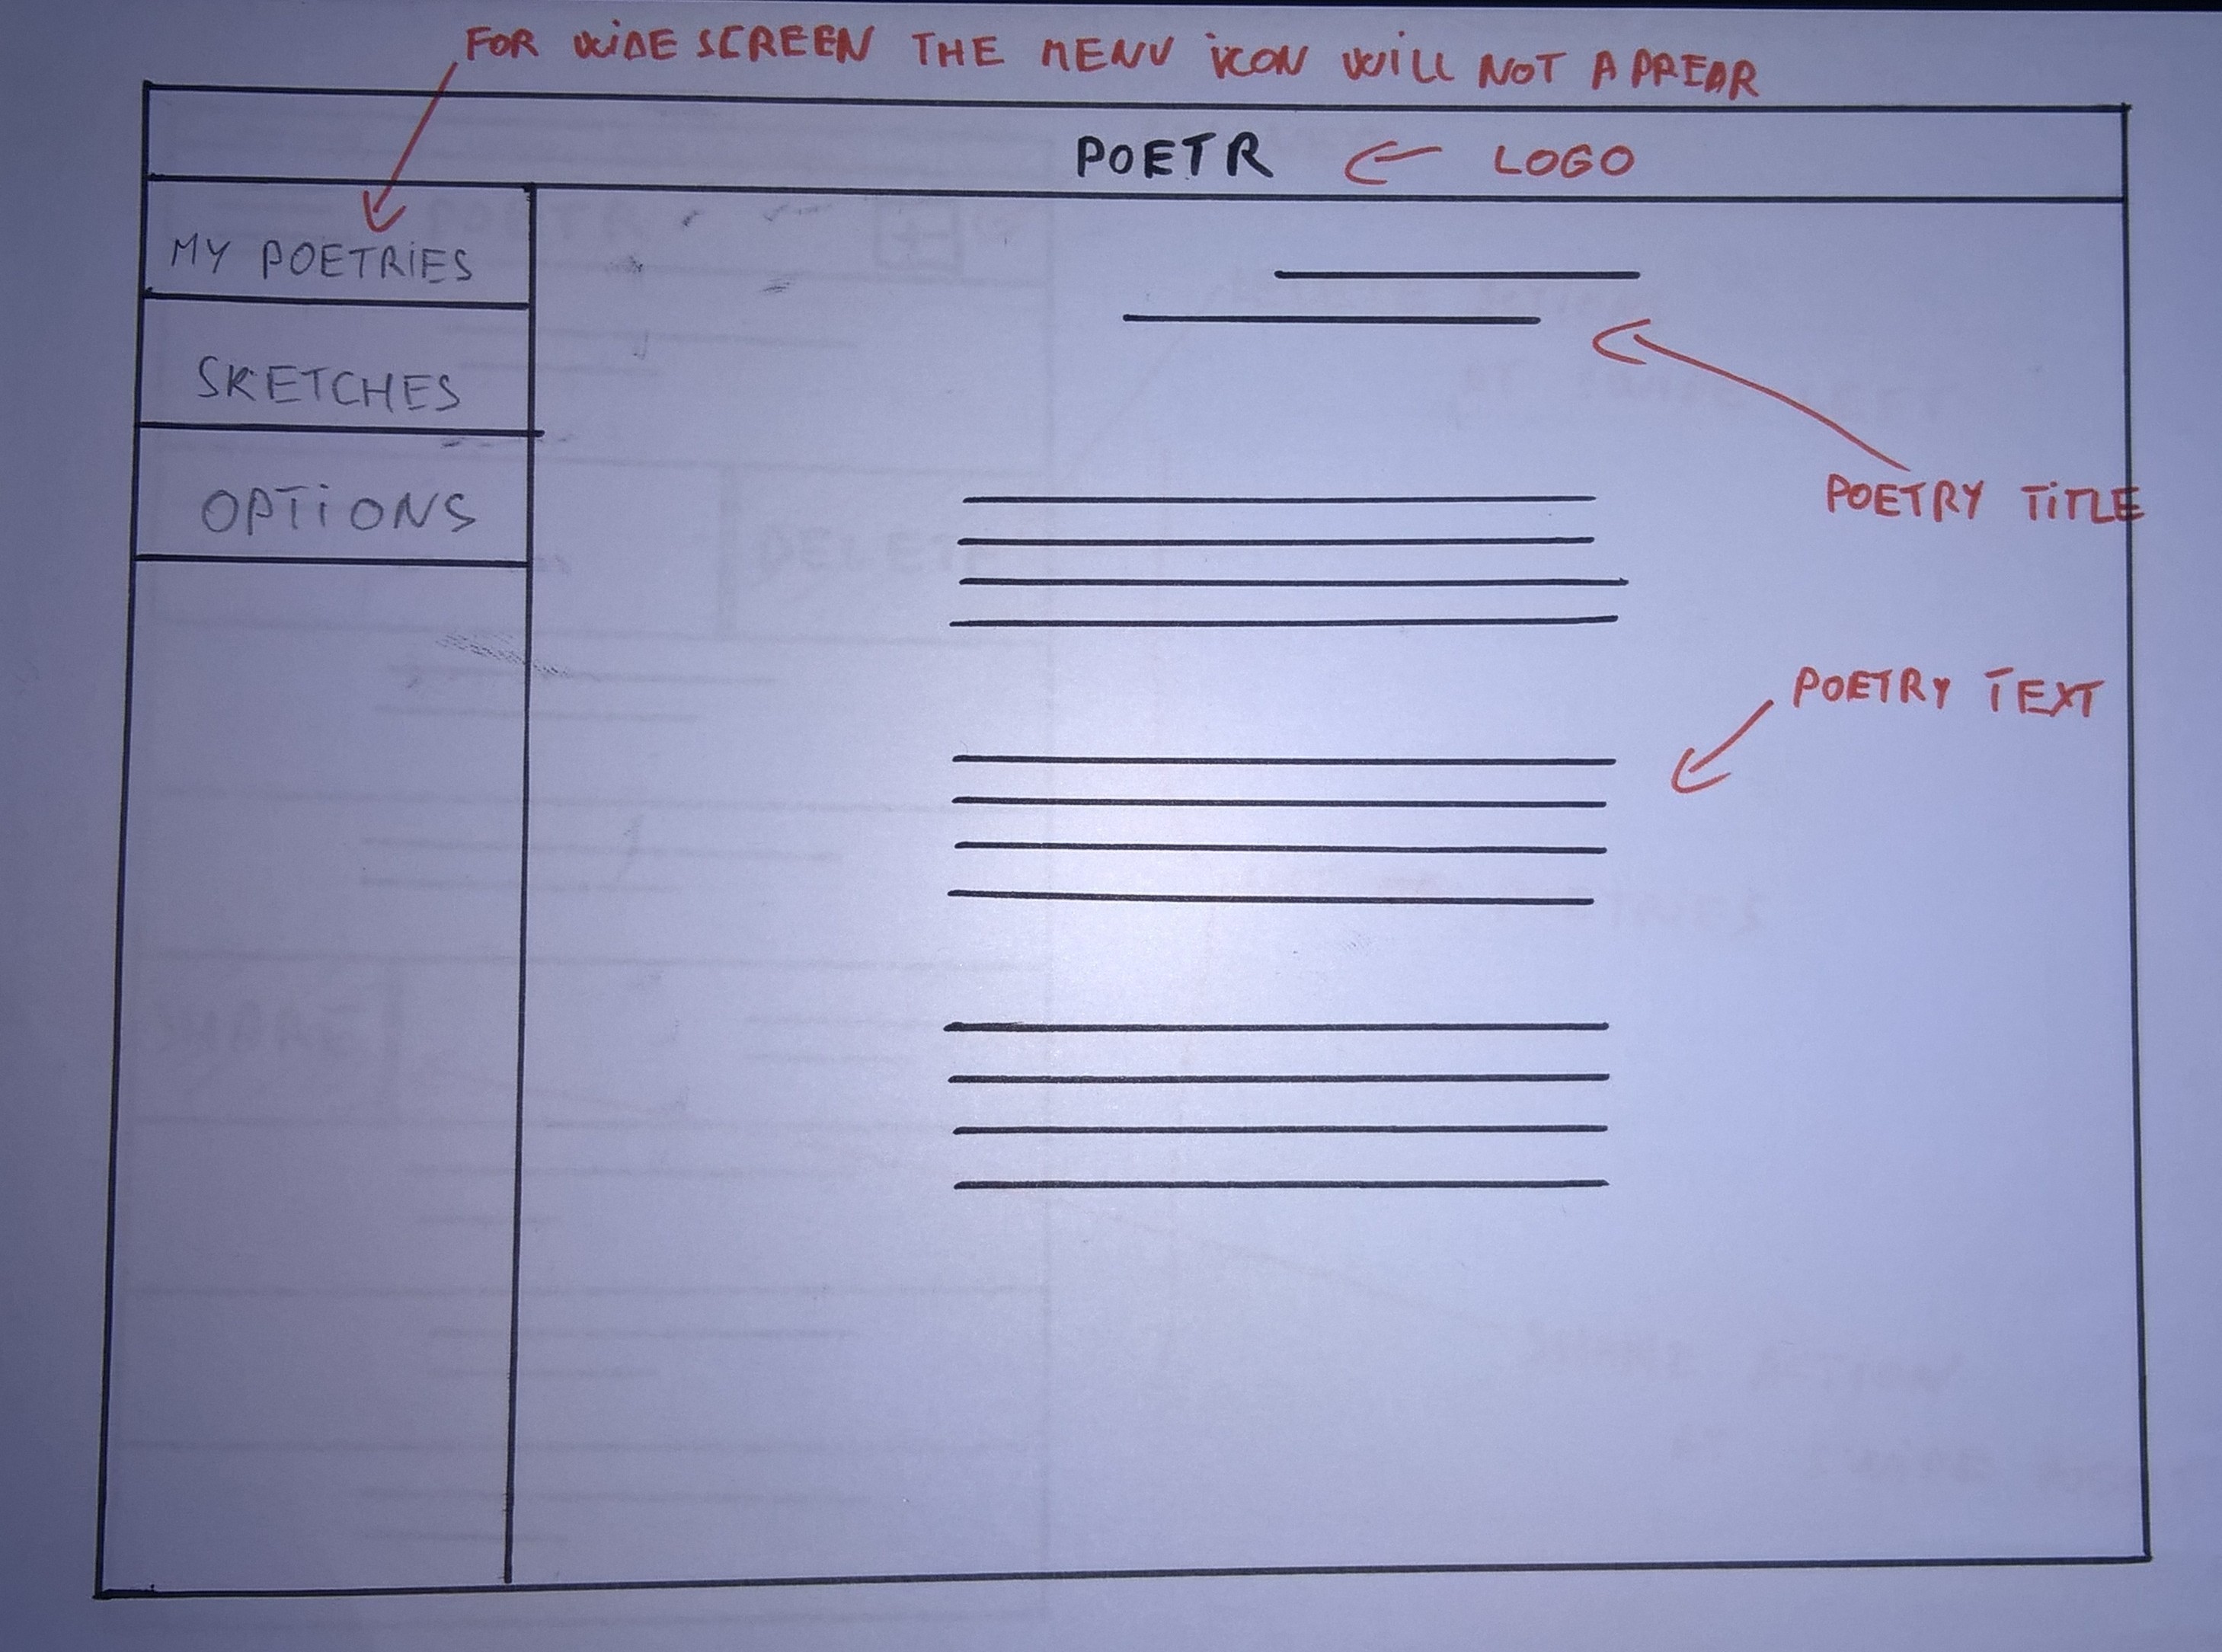 FOR WIDE SCREEN THE MENU ICON WILL NOT APPEAR
POETR LOGO
MY POETRIES
SKETCHES
OPTIONS
POETRY TITLE
POETRY TEXT
DELETE